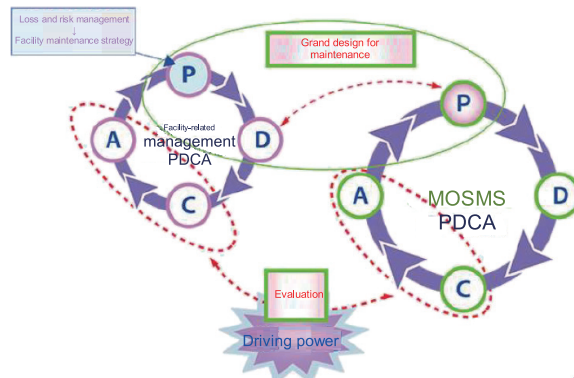 Loss and risk management
↓
Facility maintenance strategy
Grand design for
maintenance
P
D
C
A
Facility-related
management
PDCA
P
D
C
A
MOSMS
PDCA
Evaluation
Driving power